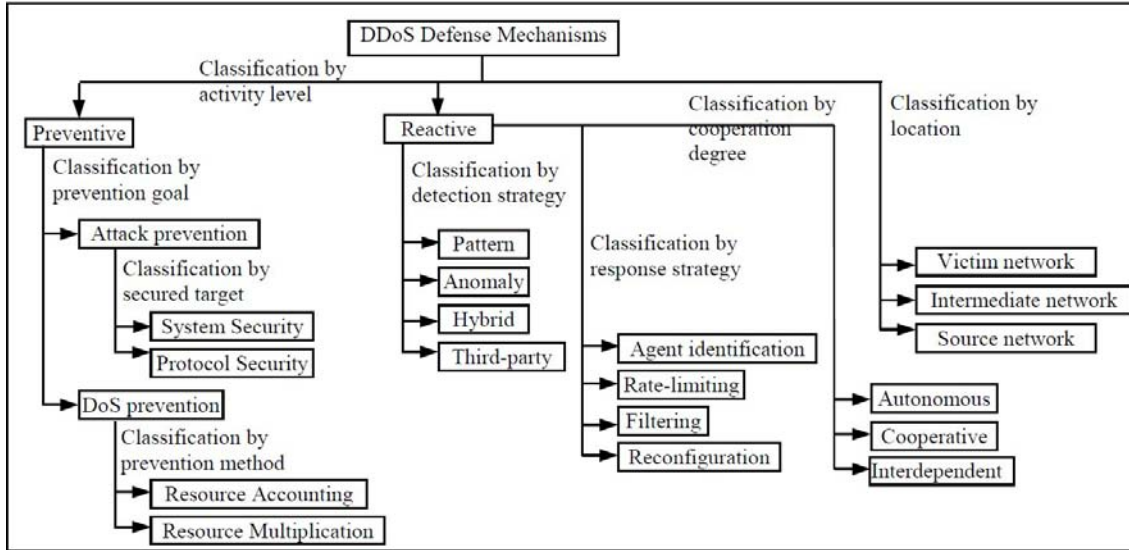 DDoS Defense Mechanisms
Classification by
activity level
Preventive
Reactive
Classification by
cooperation
degree
Classification by
location
Classification by
prevention goal
Attack prevention
Classification by
secured target
System Security
Protocol Security
DoS prevention
Classification by
prevention method
Resource Accounting
Resource Multiplication
Classification by
detection strategy
Pattern
Anomaly
Hybrid
Third-party
Classification by
response strategy
Agent identification
Rate-limiting
Filtering
Reconfiguration
Victim network
Intermediate network
Source network
Autonomous
Cooperative
Interdependent